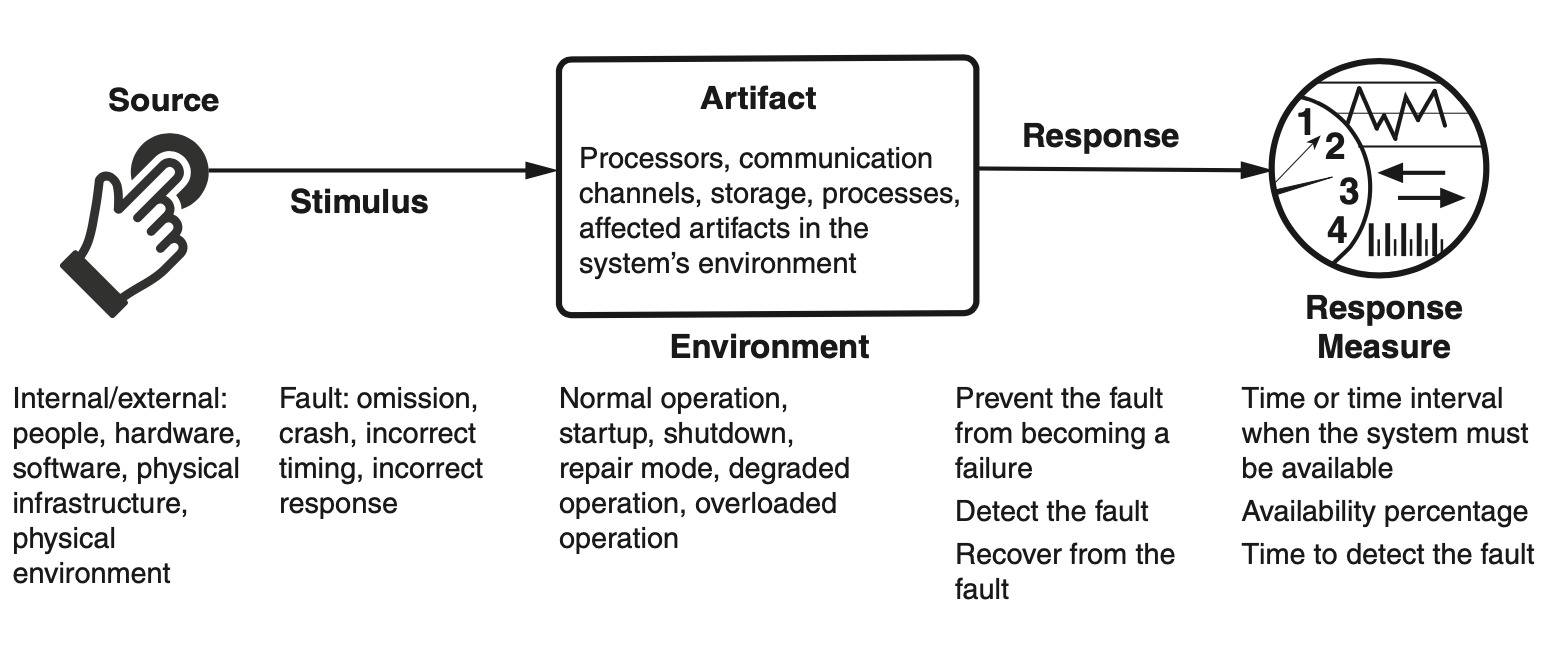 Source
Stimulus
Artifact
Processors, communication
channels, storage, processes,
affected artifacts in the
system’s environment
Environment
Response
1
2
3
4
Response
Measure
Internal/external:
people, hardware,
software, physical
infrastructure,
physical
environment
Fault: omission,
crash, incorrect
timing, incorrect
response
Normal operation,
startup, shutdown,
repair mode, degraded
operation, overloaded
operation
Prevent the fault
from becoming a
failure
Detect the fault
Recover from the
fault
Time or time interval
when the system must
be available
Availability percentage
Time to detect the fault